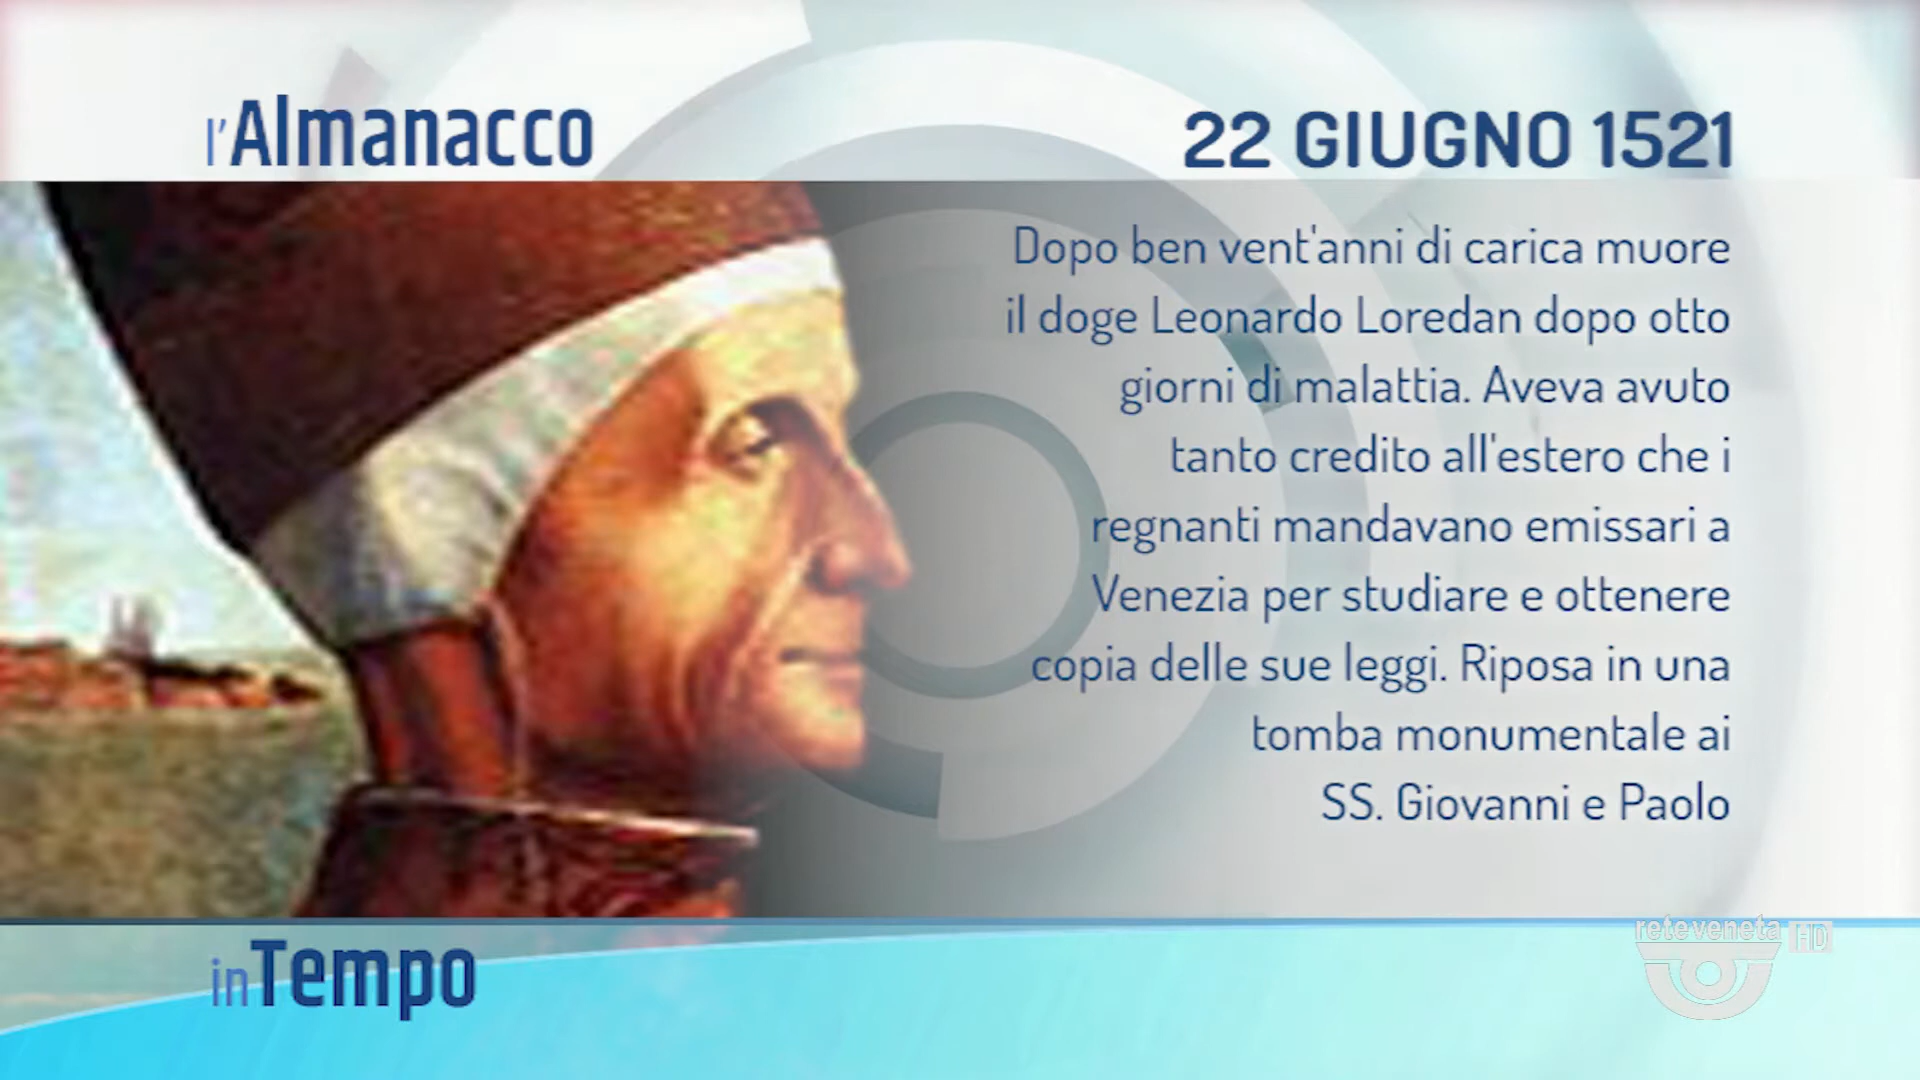 l'Almanacco
22 GIUGNO 1521
Dopo ben vent'anni di carica muore
il doge Leonardo Loredan dopo otto
giorni di malattia. Aveva avuto
tanto credito all'estero che i
regnanti mandavano emissari a
Venezia per studiare e ottenere
copia delle sue leggi. Riposa in una
tomba monumentale ai
SS. Giovanni e Paolo
inTempo
reteveneta HD